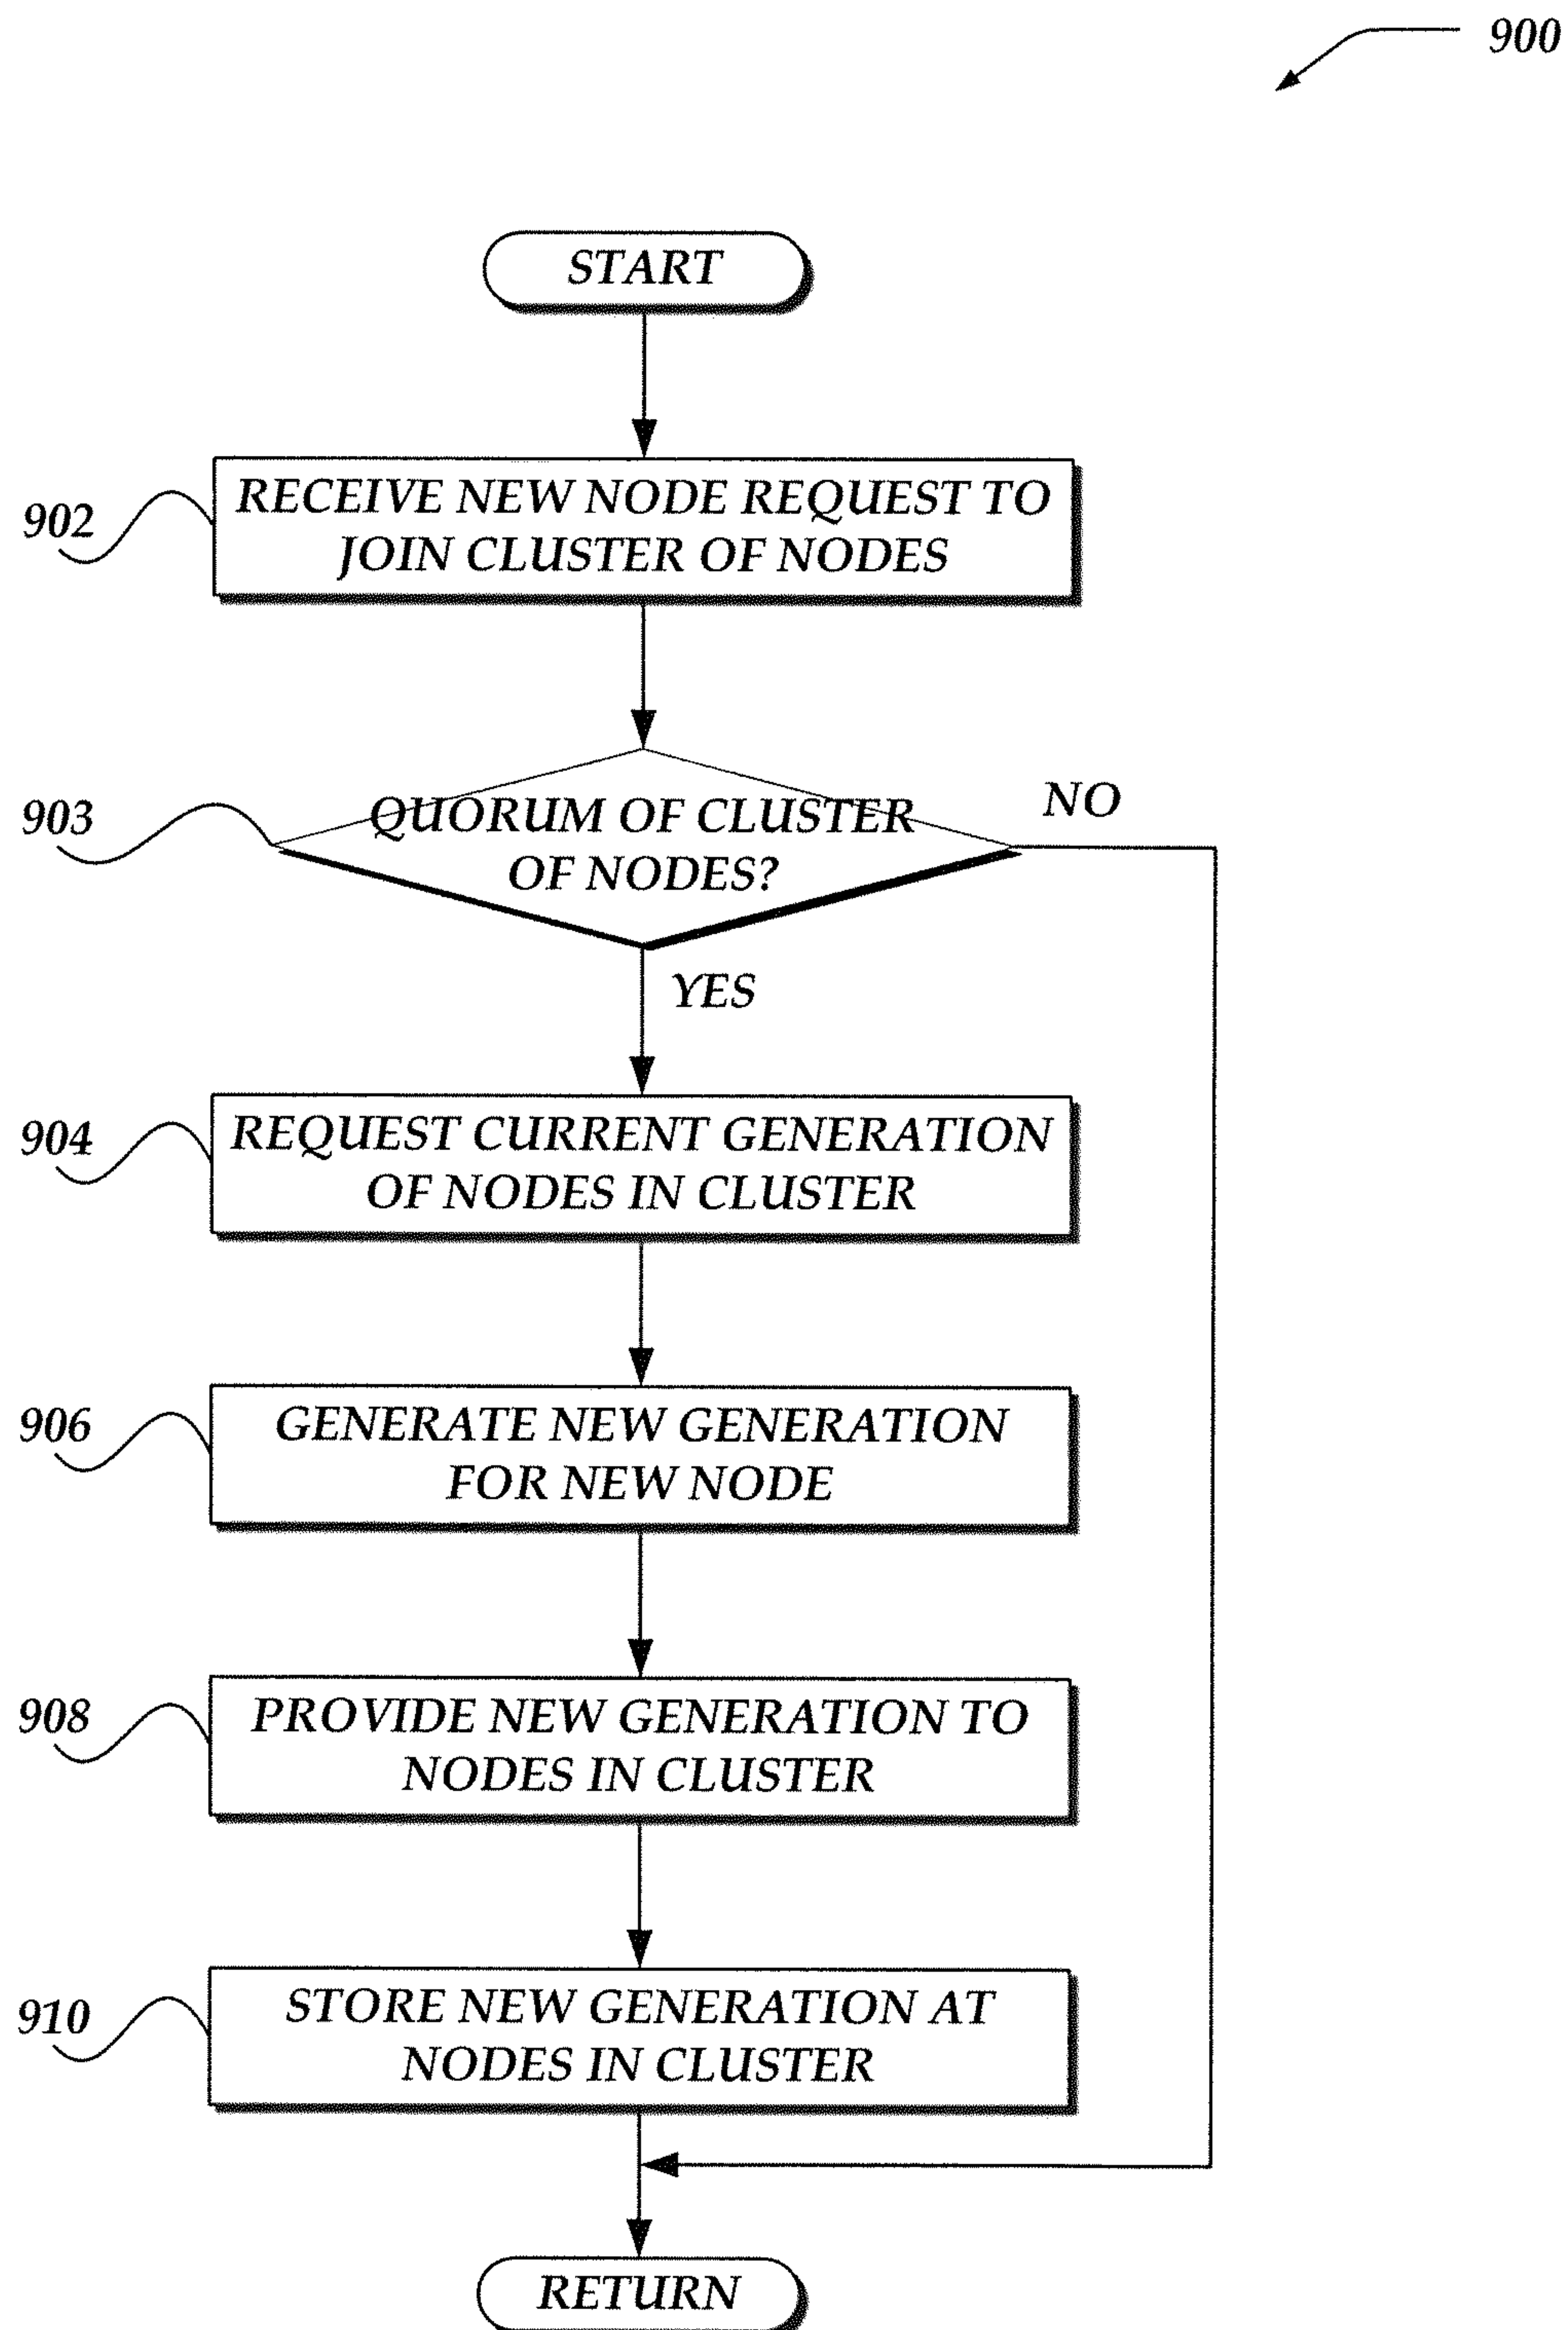 900
START
902
RECEIVE NEW NODE REQUEST TO
JOIN CLUSTER OF NODES
903
QUORUM OF CLUSTER
OF NODES?
NO
YES
904
REQUEST CURRENT GENERATION
OF NODES IN CLUSTER
906
GENERATE NEW GENERATION
FOR NEW NODE
908
PROVIDE NEW GENERATION TO
NODES IN CLUSTER
910
STORE NEW GENERATION AT
NODES IN CLUSTER
RETURN